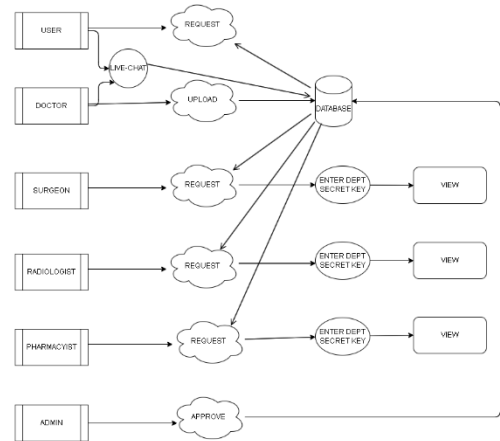 USER
REQUEST
LIVE-CHAT
DOCTOR
UPLOAD
DATABASE
SURGEON
REQUEST
ENTER DEPT
SECRET KEY
VIEW
RADIOLOGIST
REQUEST
ENTER DEPT
SECRET KEY
VIEW
PHARMACYIST
REQUEST
ENTER DEPT
SECRET KEY
VIEW
ADMIN
APPROVE